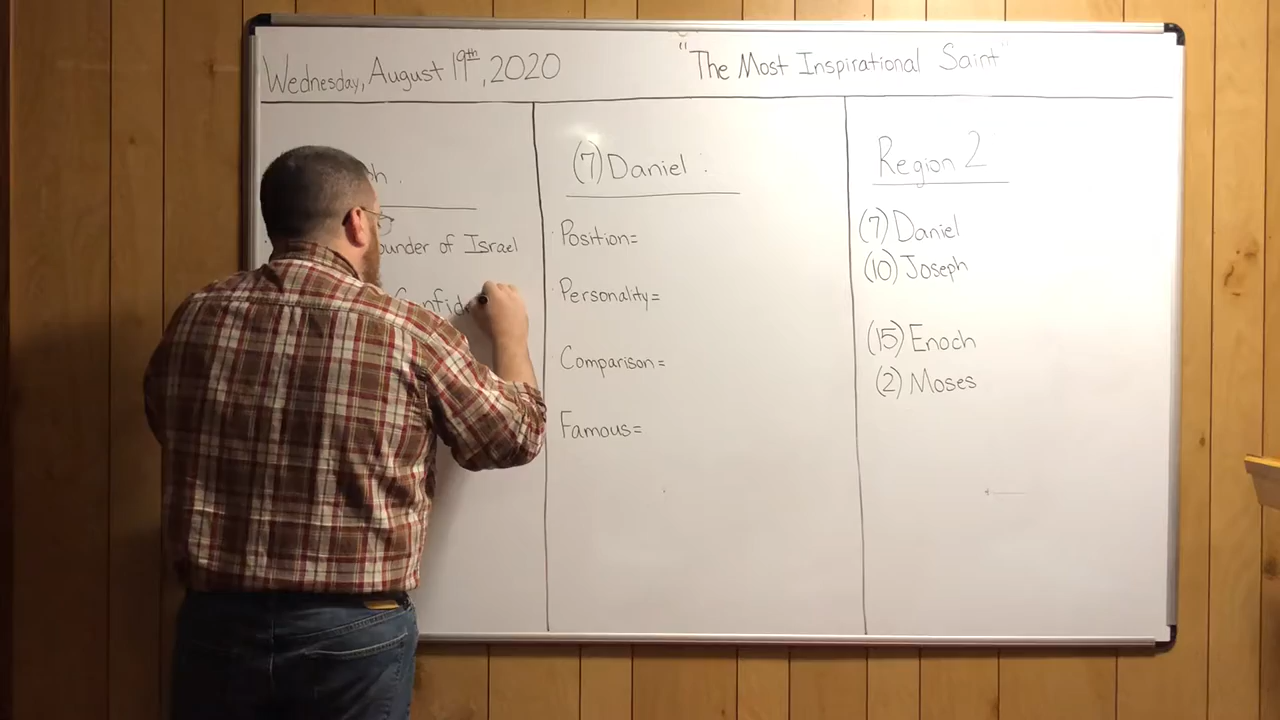 Wednesday, August 19th, 2020
"The Most Inspirational Saint"
of Israel
(7) Daniel :
Position=
Personality=
Comparison=
Famous=
Region 2
(7) Daniel
(10) Joseph
(15) Enoch
(2) Moses